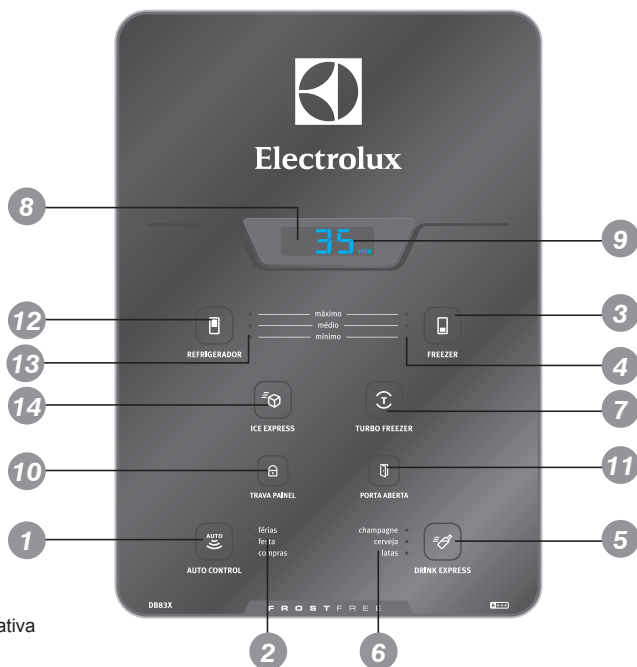 Electrolux
8
35 min
9
12
máximo
3
médio
mínimo
REFRIGERADOR
FREEZER
13
4
14
T
7
ICE EXPRESS
TURBO FREEZER
10
11
TRAVA PAINEL
PORTA ABERTA
1
AUTO
férias
champagne
5
festa
cerveja
compras
latas
AUTO CONTROL
DRINK EXPRESS
DB83X
FROSTFREE
ativa
2
6